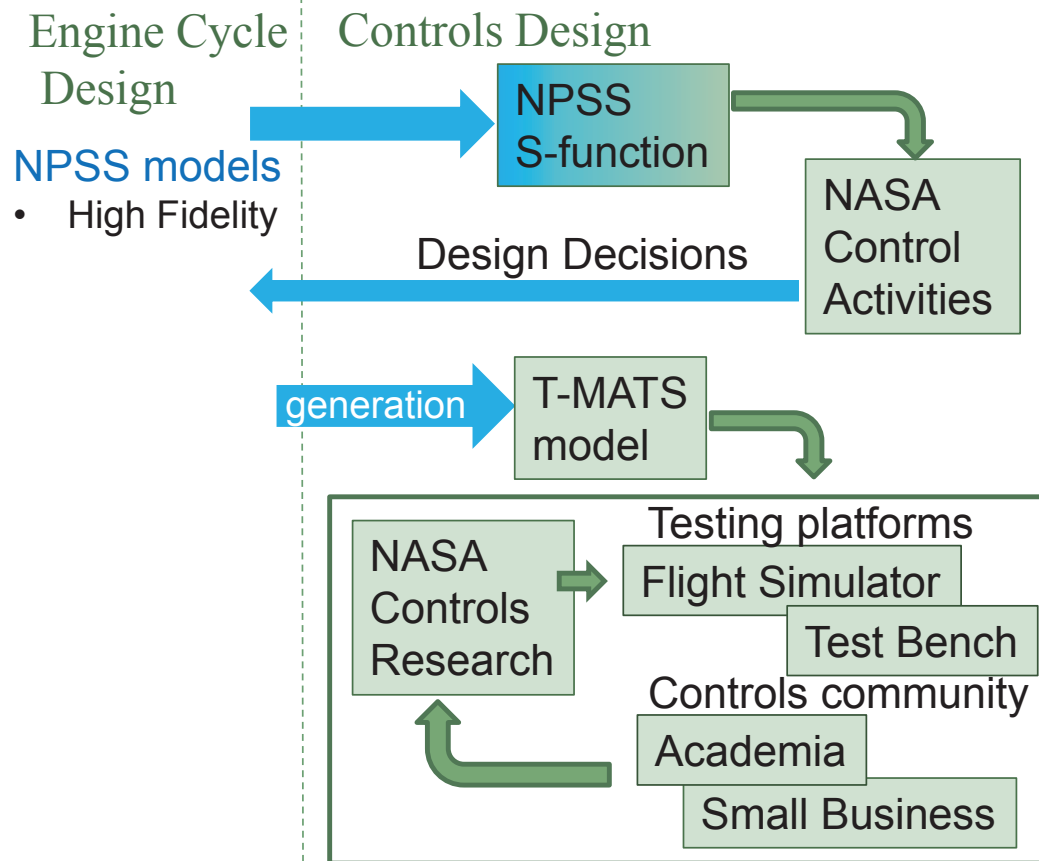 Engine Cycle
Design
Controls Design
NPSS models
• High Fidelity
NPSS
S-function
NASA
Control
Activities
Design Decisions
generation
T-MATS
model
NASA
Controls
Research
Testing platforms
Flight Simulator
Test Bench
Controls community
Academia
Small Business